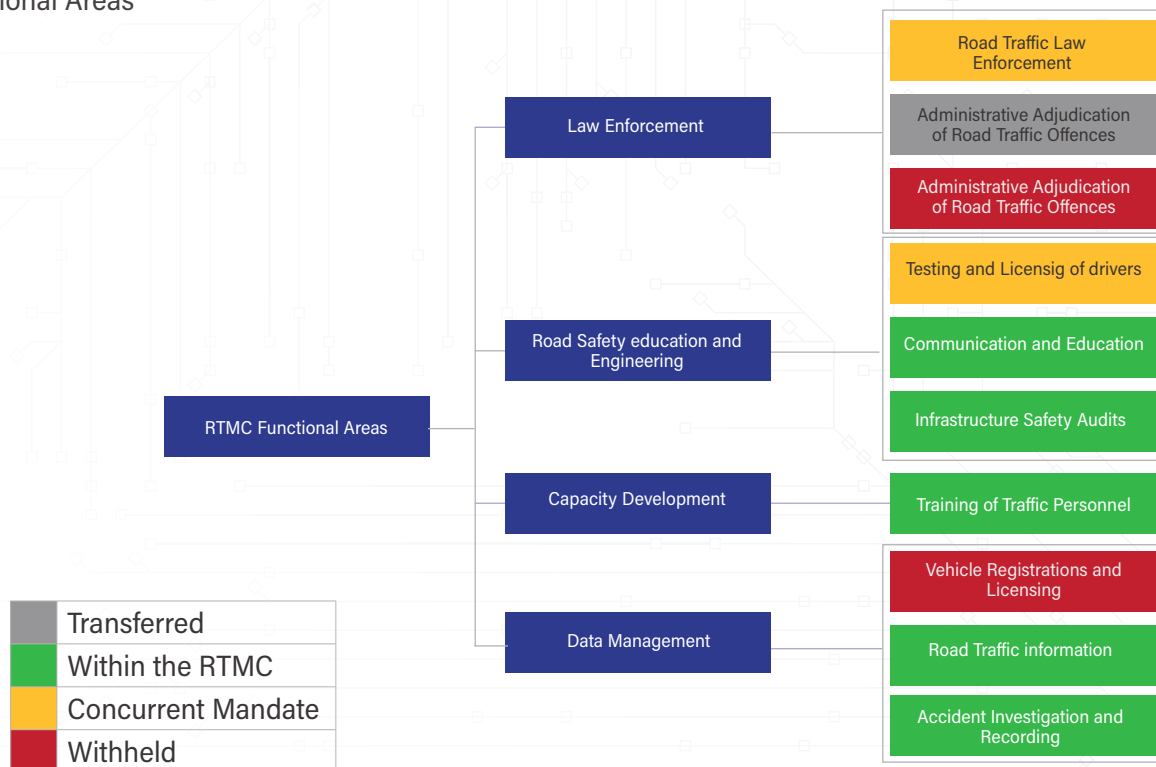 Areas
Road Traffic Law
Enforcement
Law Enforcement
Administrative Adjudication
of Road Traffic Offences
Administrative Adjudication
of Road Traffic Offences
Testing and Licensig of drivers
Road Safety education and
Engineering
Communication and Education
Infrastructure Safety Audits
RTMC Functional Areas
Capacity Development
Training of Traffic Personnel
Vehicle Registrations and
Licensing
Data Management
Road Traffic information
Accident Investigation and
Recording
Transferred
Within the RTMC
Concurrent Mandate
Withheld